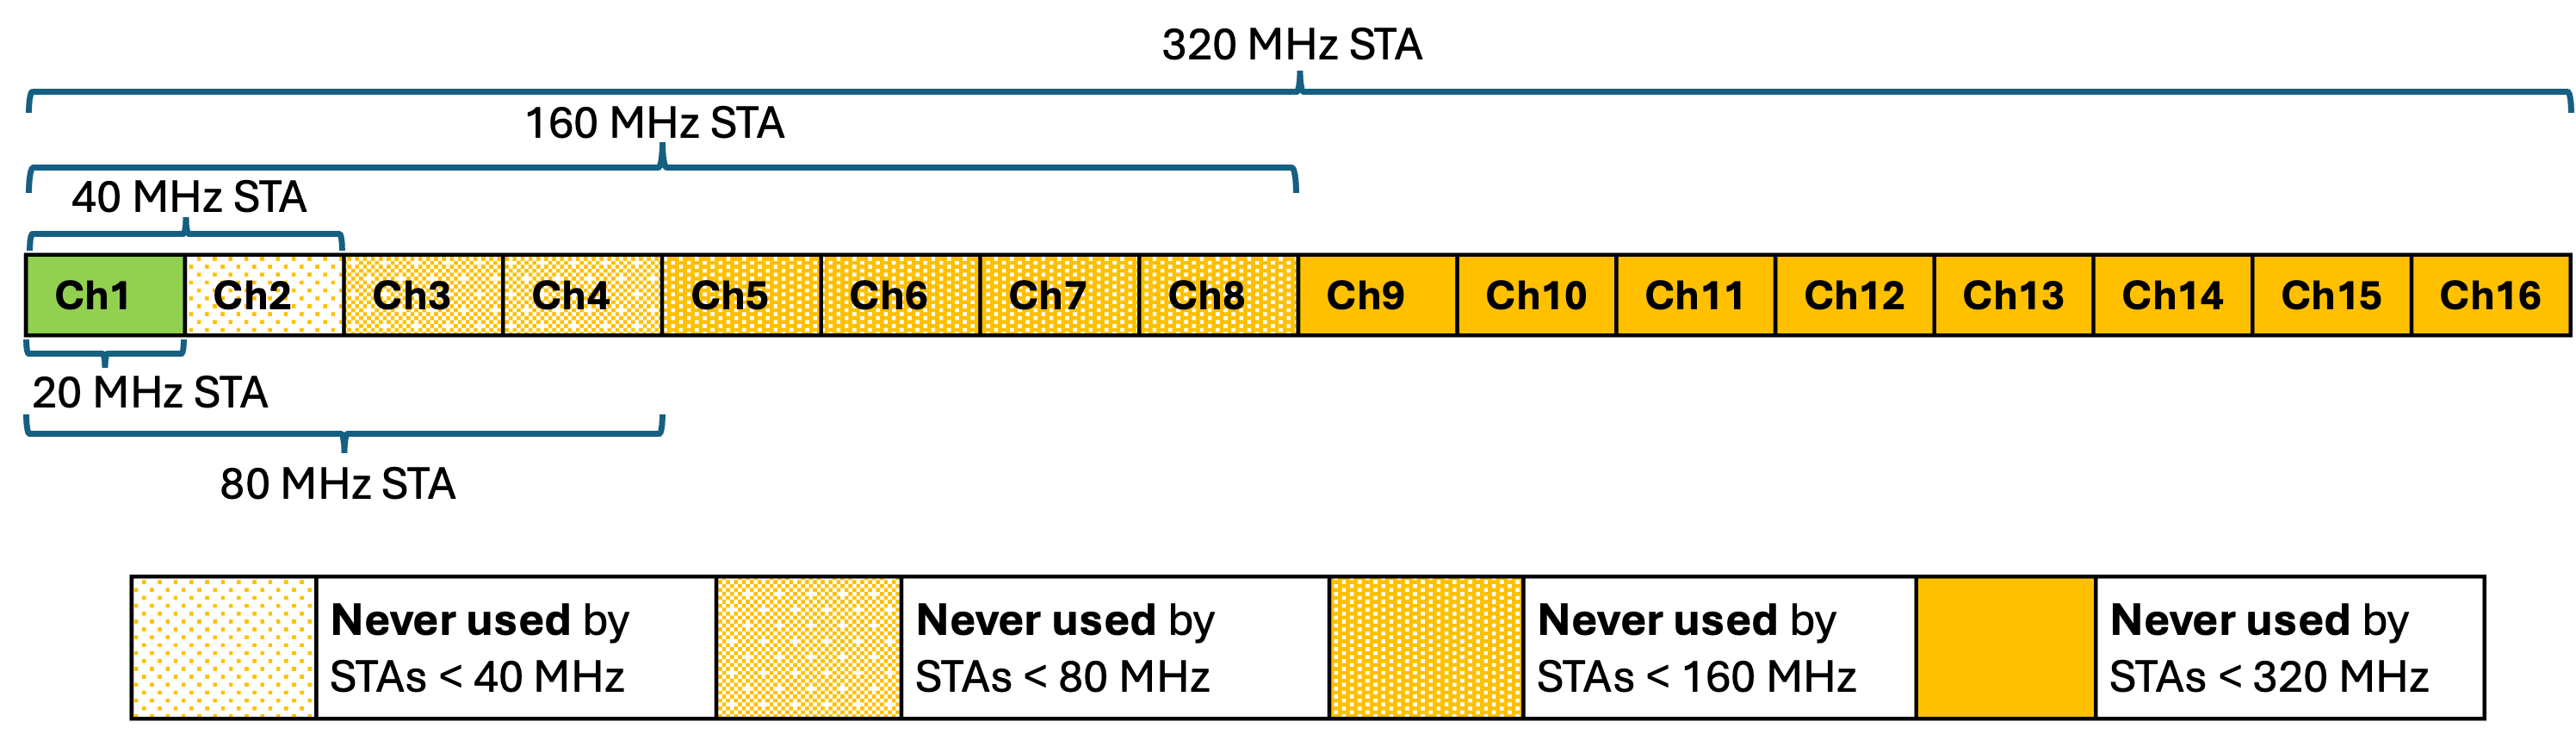 320 MHz STA
160 MHz STA
40 MHz STA
Ch1 Ch2 Ch3 Ch4 Ch5 Ch6 Ch7 Ch8 Ch9 Ch10 Ch11 Ch12 Ch13 Ch14 Ch15 Ch16
20 MHz STA
80 MHz STA
Never used by
STAs < 40 MHz
Never used by
STAs < 80 MHz
Never used by
STAs < 160 MHz
Never used by
STAs < 320 MHz